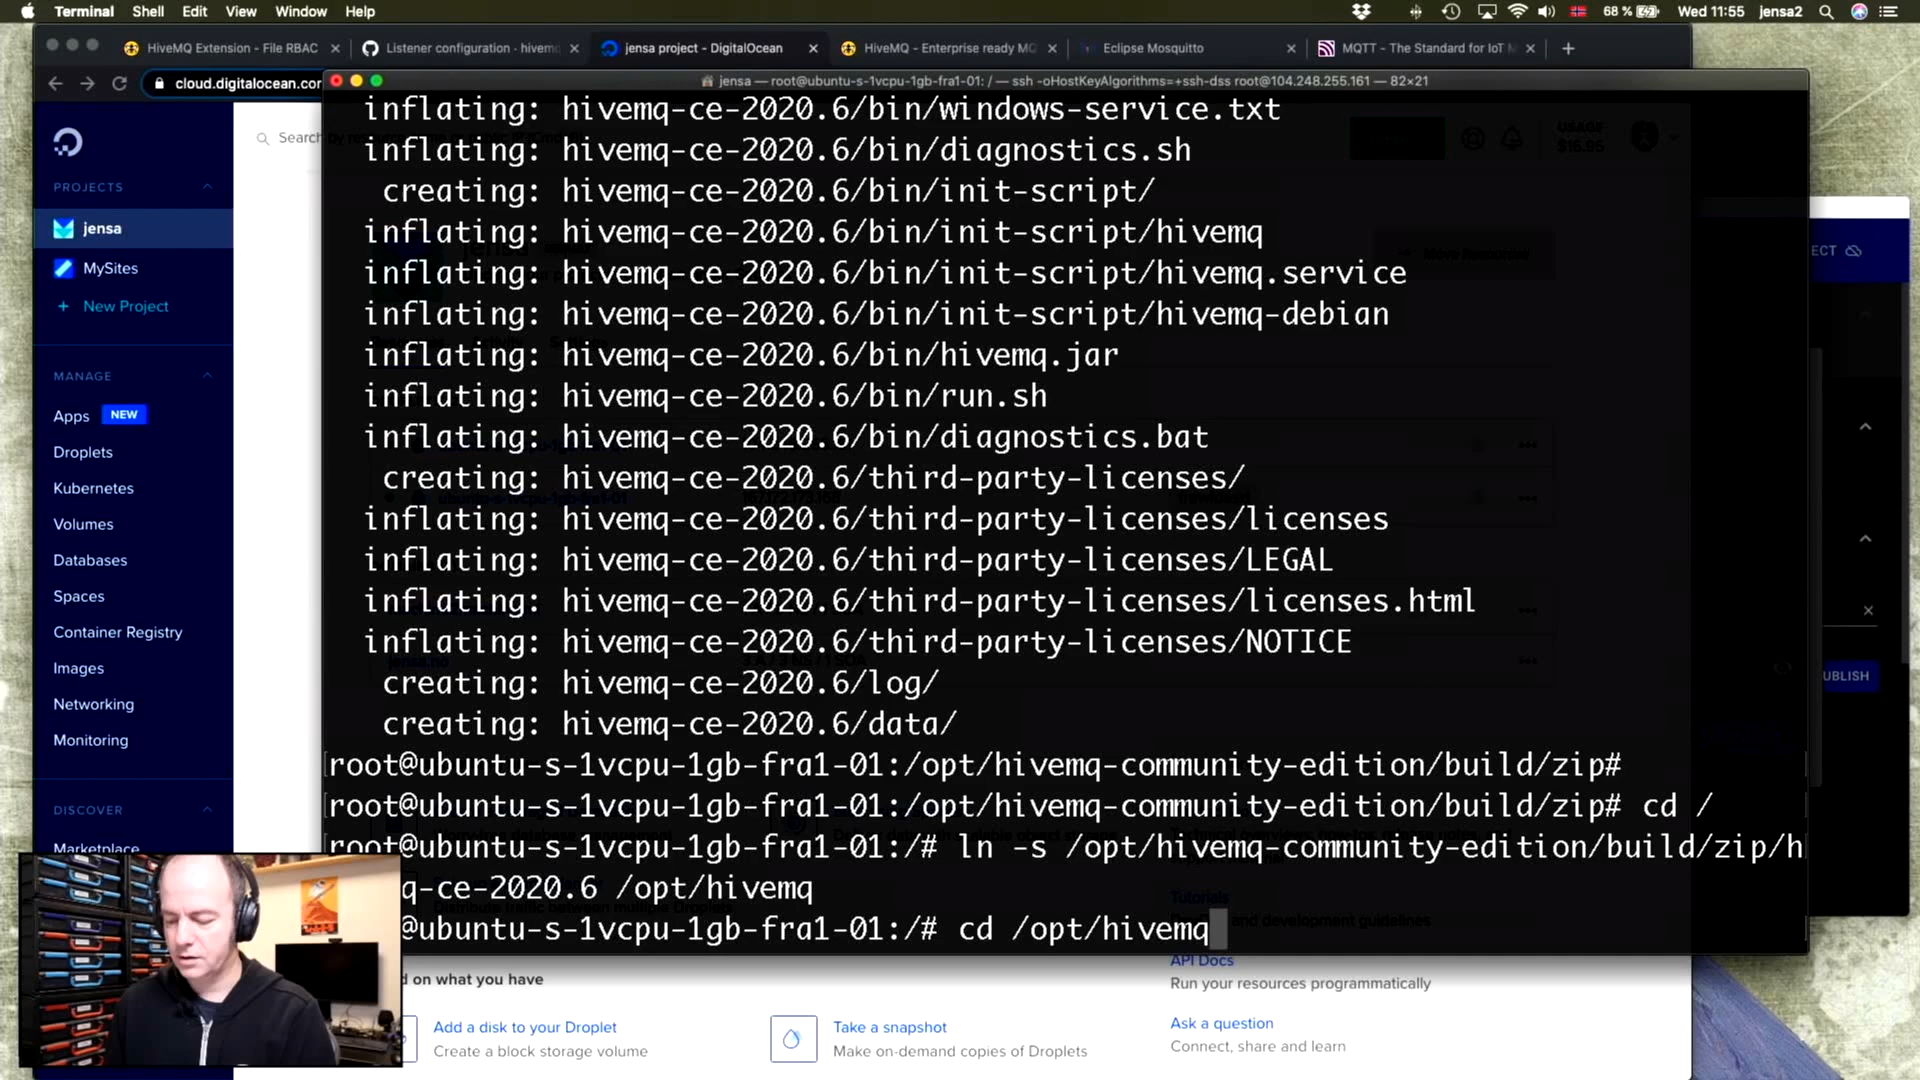 Terminal Shell Edit View Window Help
68 % Wed 11:55 jensa2
HiveMQ Extension - File RBAC
Listener configuration · hivemq
jensa project - DigitalOcean
HiveMQ - Enterprise ready MQ
Eclipse Mosquitto
MQTT - The Standard for IoT M
cloud.digitalocean.cor
jensa — root@ubuntu-s-1vcpu-1gb-fra1-01: / — ssh -oHostKeyAlgorithms=+ssh-dss root@104.248.255.161 — 82×21
Search
USAGE
$16.95
PROJECTS
jensa
MySites
+ New Project
MANAGE
Apps NEW
Droplets
Kubernetes
Volumes
Databases
Spaces
Container Registry
Images
Networking
Monitoring
DISCOVER
Marketplace
inflating: hivemq-ce-2020.6/bin/windows-service.txt
inflating: hivemq-ce-2020.6/bin/diagnostics.sh
creating: hivemq-ce-2020.6/bin/init-script/
inflating: hivemq-ce-2020.6/bin/init-script/hivemq
inflating: hivemq-ce-2020.6/bin/init-script/hivemq.service
inflating: hivemq-ce-2020.6/bin/init-script/hivemq-debian
inflating: hivemq-ce-2020.6/bin/hivemq.jar
inflating: hivemq-ce-2020.6/bin/run.sh
inflating: hivemq-ce-2020.6/bin/diagnostics.bat
creating: hivemq-ce-2020.6/third-party-licenses/
inflating: hivemq-ce-2020.6/third-party-licenses/licenses
inflating: hivemq-ce-2020.6/third-party-licenses/LEGAL
inflating: hivemq-ce-2020.6/third-party-licenses/licenses.html
inflating: hivemq-ce-2020.6/third-party-licenses/NOTICE
creating: hivemq-ce-2020.6/log/
creating: hivemq-ce-2020.6/data/
root@ubuntu-s-1vcpu-1gb-fra1-01:/opt/hivemq-community-edition/build/zip#
root@ubuntu-s-1vcpu-1gb-fra1-01:/opt/hivemq-community-edition/build/zip# cd /
root@ubuntu-s-1vcpu-1gb-fra1-01:/# ln -s /opt/hivemq-community-edition/build/zip/h
q-ce-2020.6 /opt/hivemq
@ubuntu-s-1vcpu-1gb-fra1-01:/# cd /opt/hivemq
ECT
UBLISH
Tutorials
and development guidelines
API Docs
Run your resources programmatically
Ask a question
Connect, share and learn
d on what you have
Add a disk to your Droplet
Create a block storage volume
Take a snapshot
Make on-demand copies of Droplets